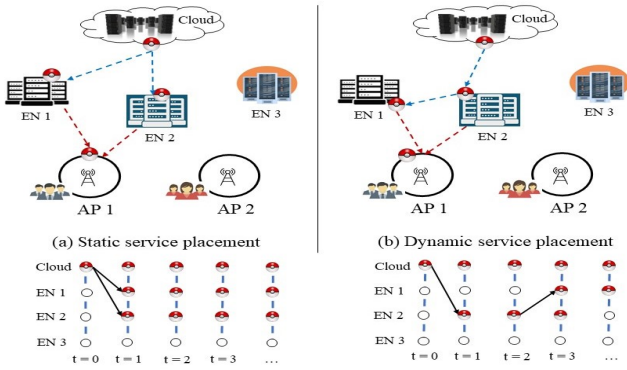 Cloud
EN 1
EN 2
EN 3
AP 1
AP 2
(a) Static service placement
Cloud
EN 1
EN 2
EN 3
t = 0
t = 1
t = 2
t = 3
...
Cloud
EN 1
EN 2
EN 3
AP 1
AP 2
(b) Dynamic service placement
Cloud
EN 1
EN 2
EN 3
t = 0
t = 1
t = 2
t = 3
...